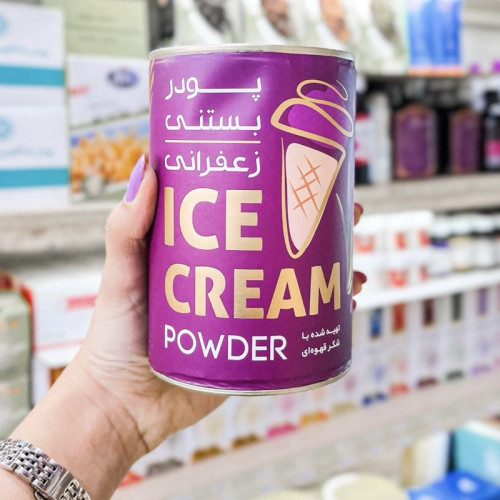 پودر
بستنی
زعفرانی
ICE
CREAM
POWDER
تهیه شده با
شکر قهوه‌ای